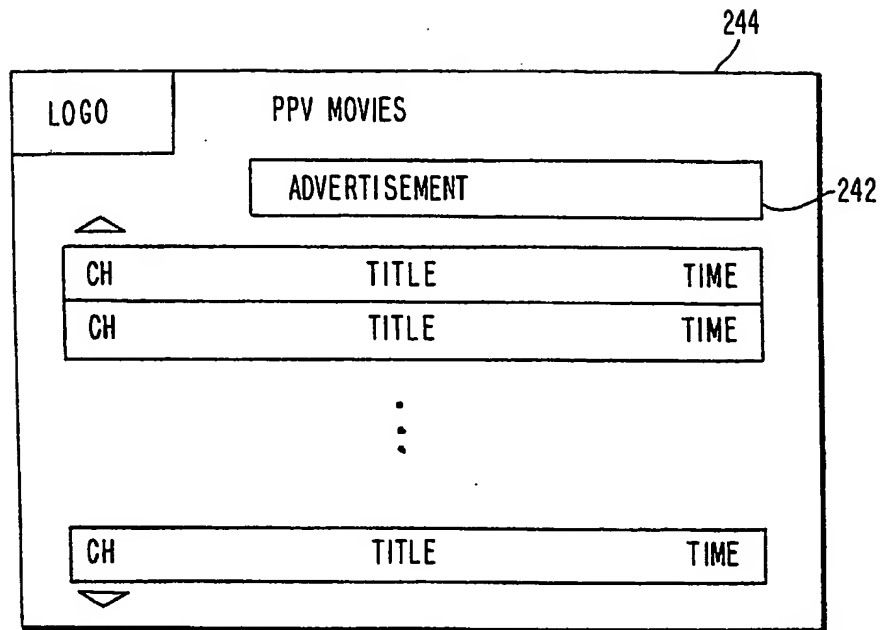 244
LOGO PPV MOVIES
ADVERTISEMENT 242
CH TITLE TIME
CH TITLE TIME
CH TITLE TIME